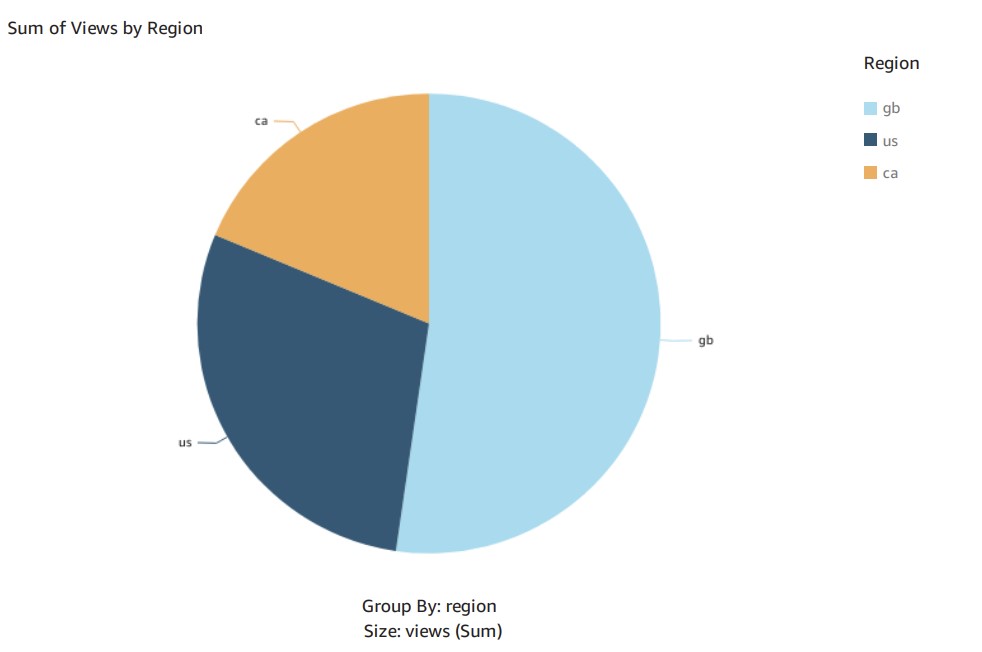 Sum of Views by Region
Region
gb
us
ca
ca
gb
us
Group By: region
Size: views (Sum)